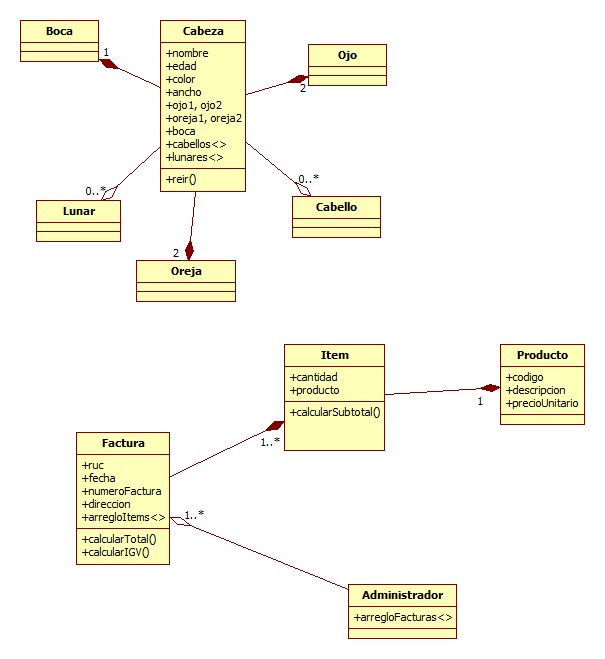 Boca
1
Cabeza
+nombre
+edad
+color
+ancho
+ojo1, ojo2
+oreja1, oreja2
+boca
+cabellos<>
+lunares<>
+reir()
Ojo
2
0..*
Lunar
0..*
Cabello
2
Oreja
Item
+cantidad
+producto
+calcularSubtotal()
Producto
+codigo
+descripcion
+precioUnitario
1
1..*
Factura
+ruc
+fecha
+numeroFactura
+direccion
+arregloItems<>
+calcularTotal()
+calcularIGV()
1..*
Administrador
+arregloFacturas<>